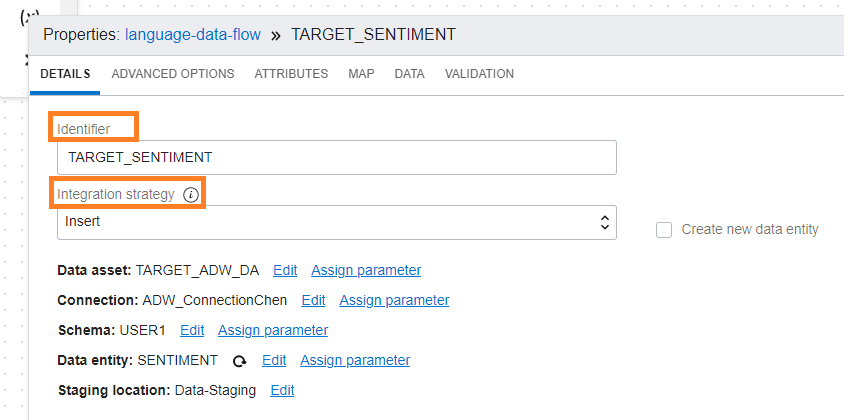 (x)
Properties: language-data-flow » TARGET_SENTIMENT
DETAILS ADVANCED OPTIONS ATTRIBUTES MAP DATA VALIDATION
Identifier
TARGET_SENTIMENT
Integration strategy i
Insert
Create new data entity
Data asset: TARGET_ADW_DA Edit Assign parameter
Connection: ADW_ConnectionChen Edit Assign parameter
Schema: USER1 Edit Assign parameter
Data entity: SENTIMENT Edit Assign parameter
Staging location: Data-Staging Edit